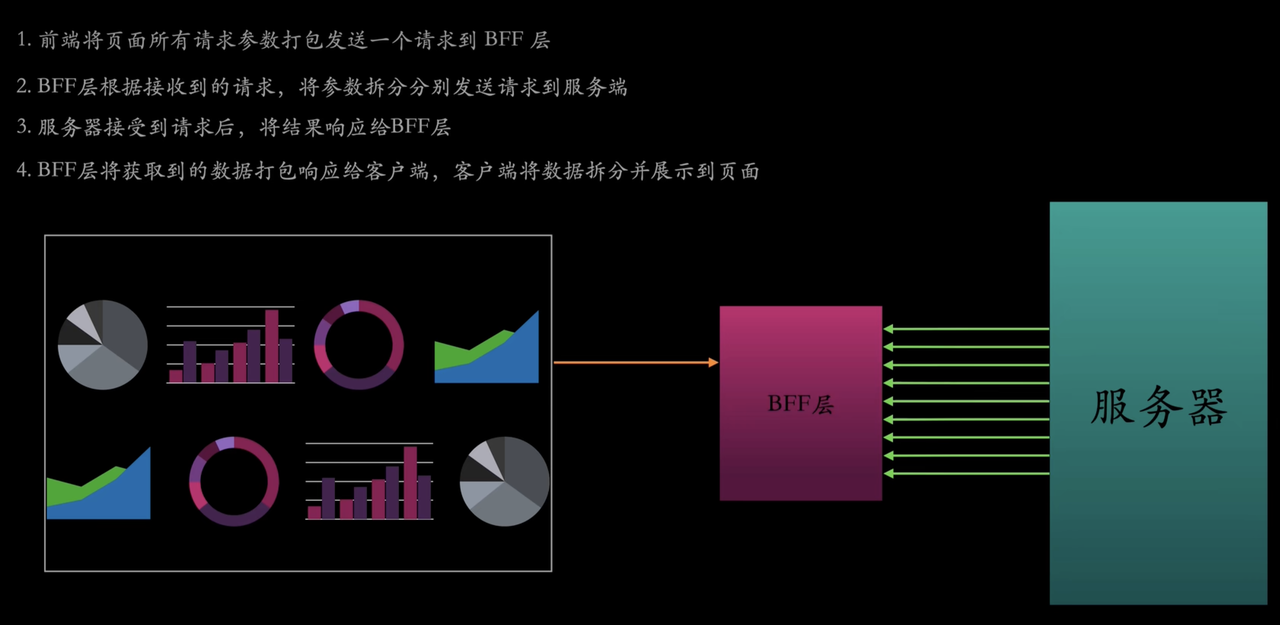 1. 前端将页面所有请求参数打包发送一个请求到 BFF 层
2. BFF层根据接收到的请求，将参数拆分分别发送请求到服务端
3. 服务器接受到请求后，将结果响应给BFF层
4. BFF层将获取到的数据打包响应给客户端，客户端将数据拆分并展示到页面
BFF层
服务器